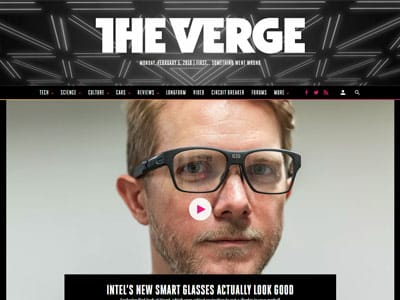 THE VERGE
MONDAY, FEBRUARY 5, 2018 | FIRST... SOMETHING WENT WRONG
TECH SCIENCE CULTURE CARS REVIEWS LONGFORM VIDEO CIRCUIT BREAKER FORUMS MORE
INTEL'S NEW SMART GLASSES ACTUALLY LOOK GOOD